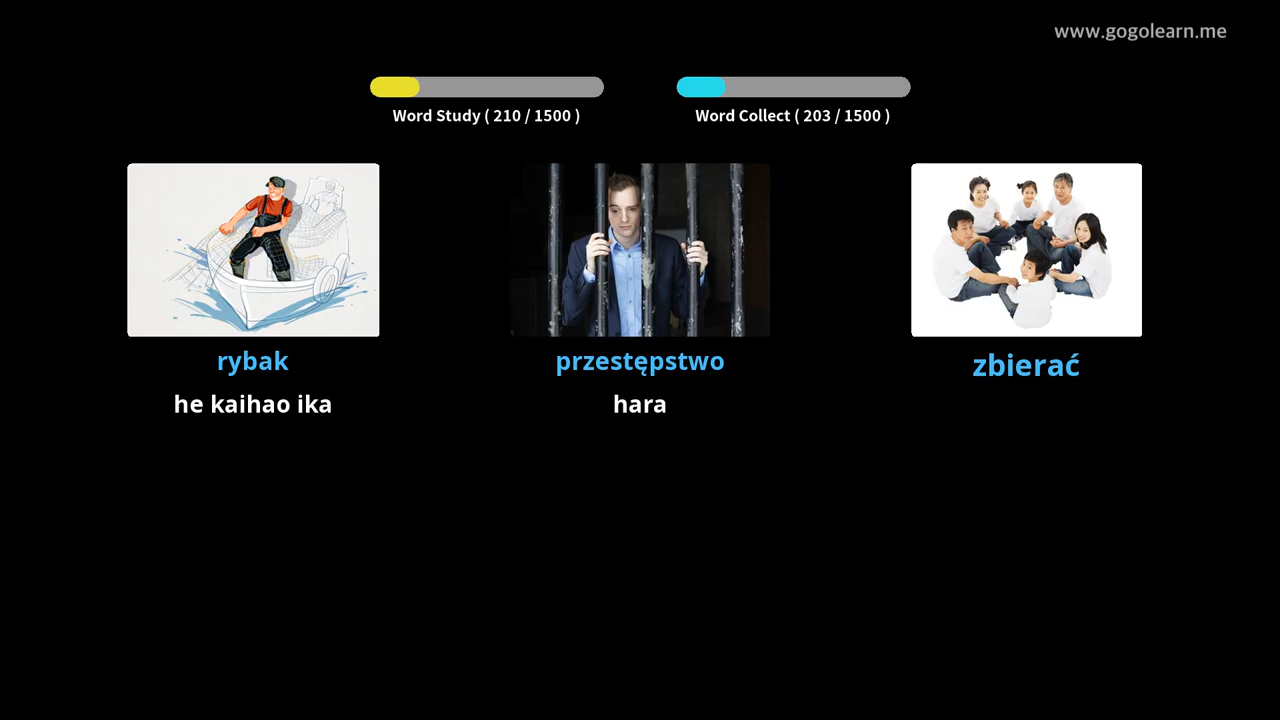 www.gogolearn.me
Word Study ( 210 / 1500 )
Word Collect ( 203 / 1500 )
rybak
przestępstwo
zbierać
he kaihao ika
hara